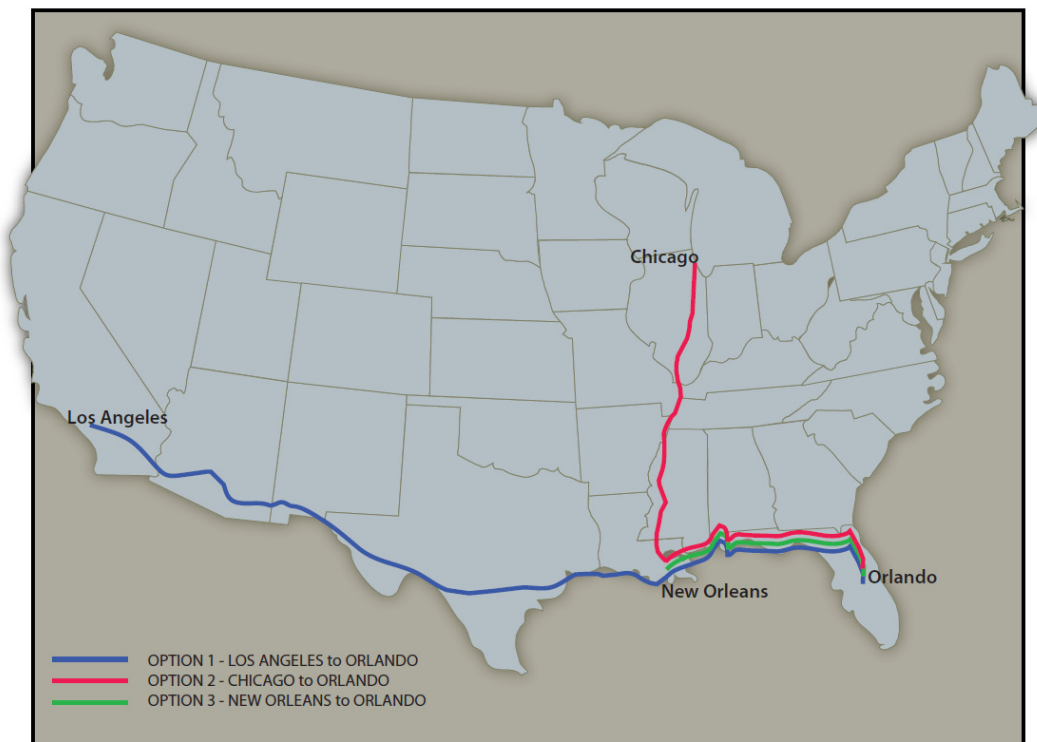 Chicago
Los Angeles
Orlando
New Orleans
OPTION 1 - LOS ANGELES to ORLANDO
OPTION 2 - CHICAGO to ORLANDO
OPTION 3 - NEW ORLEANS to ORLANDO